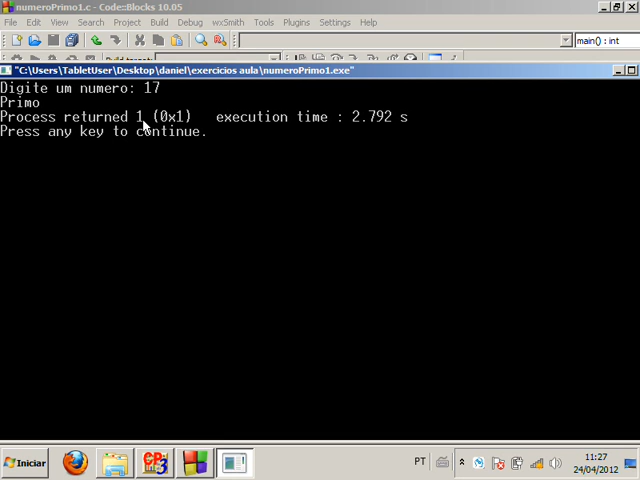 numeroPrimo1.c - Code::Blocks 10.05
File Edit View Search Project Build Debug wxSmith Tools Plugins Settings Help
main() : int
"C:\Users\TabletUser\Desktop\daniel\exercicios aula\numeroPrimo1.exe"
Digite um numero: 17
Primo
Process returned 1 (0x1) execution time : 2.792 s
Press any key to continue.
Iniciar
PT
11:27
24/04/2012